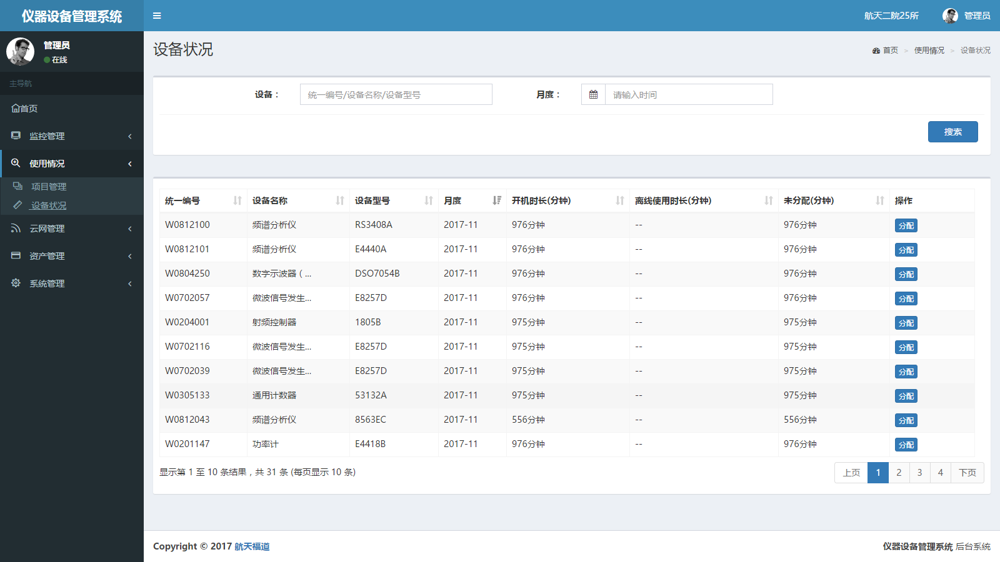 仪器设备管理系统
航天二院25所 管理员
管理员
在线
主导航
首页
监控管理
使用情况
项目管理
设备状况
云网管理
资产管理
系统管理
设备状况
首页 > 使用情况 > 设备状况
设备： 统一编号/设备名称/设备型号 月度： 请输入时间
搜索
统一编号 设备名称 设备型号 月度 开机时长(分钟) 离线使用时长(分钟) 未分配(分钟) 操作
W0812100 频谱分析仪 RS3408A 2017-11 976分钟 -- 976分钟 分配
W0812101 频谱分析仪 E4440A 2017-11 976分钟 -- 976分钟 分配
W0804250 数字示波器（... DSO7054B 2017-11 976分钟 -- 976分钟 分配
W0702057 微波信号发生... E8257D 2017-11 976分钟 -- 976分钟 分配
W0204001 射频控制器 1805B 2017-11 975分钟 -- 975分钟 分配
W0702116 微波信号发生... E8257D 2017-11 975分钟 -- 975分钟 分配
W0702039 微波信号发生... E8257D 2017-11 975分钟 -- 975分钟 分配
W0305133 通用计数器 53132A 2017-11 975分钟 -- 975分钟 分配
W0812043 频谱分析仪 8563EC 2017-11 556分钟 -- 556分钟 分配
W0201147 功率计 E4418B 2017-11 976分钟 -- 976分钟 分配
显示第 1 至 10 条结果，共 31 条 (每页显示 10 条)
上页 1 2 3 4 下页
Copyright © 2017 航天福道
仪器设备管理系统 后台系统